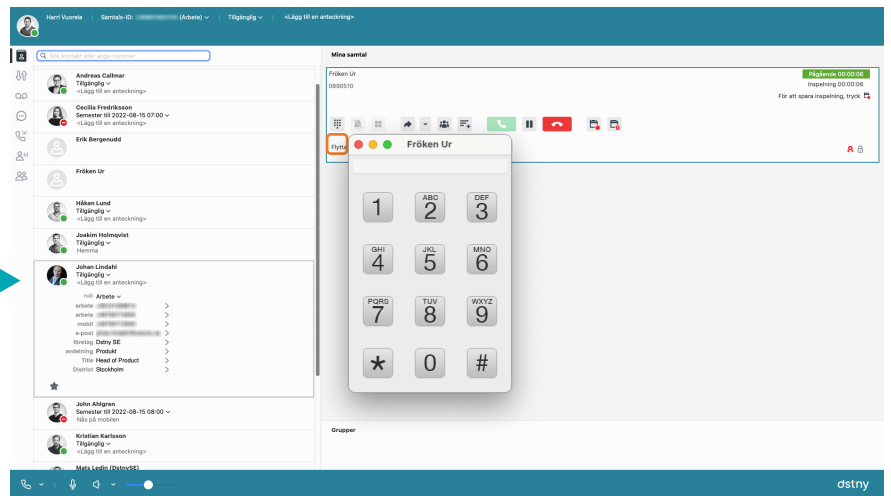 Harri Vuorela
Samtals-ID:
(Arbete)
Tillgänglig
<Lägg till en anteckning>
Sök kontakt eller ange nummer
Mina samtal
Andreas Callmar
Tillgänglig
<Lägg till en anteckning>
Cecilia Fredriksson
Semester till 2022-08-15 07:00
<Lägg till en anteckning>
Erik Bergenudd
Fröken Ur
Håkan Lund
Tillgänglig
<Lägg till en anteckning>
Joakim Holmqvist
Tillgänglig
Hemma
Johan Lindahl
Tillgänglig
<Lägg till en anteckning>
roll Arbete
arbete
arbete
mobil
e-post
företag Dstny SE
avdelning Produkt
Title Head of Product
District Stockholm
John Ahlgren
Semester till 2022-08-15 08:00
Nås på mobilen
Kristian Karlsson
Tillgänglig
<Lägg till en anteckning>
Mats Ledin (DstnySE)
Fröken Ur
0890510
Pågående 00:00:06
Inspelning 00:00:06
För att spara inspelning, tryck
Flytta
Fröken Ur
1
ABC
2
DEF
3
GHI
4
JKL
5
MNO
6
PQRS
7
TUV
8
WXYZ
9
*
0
#
Grupper
dstny